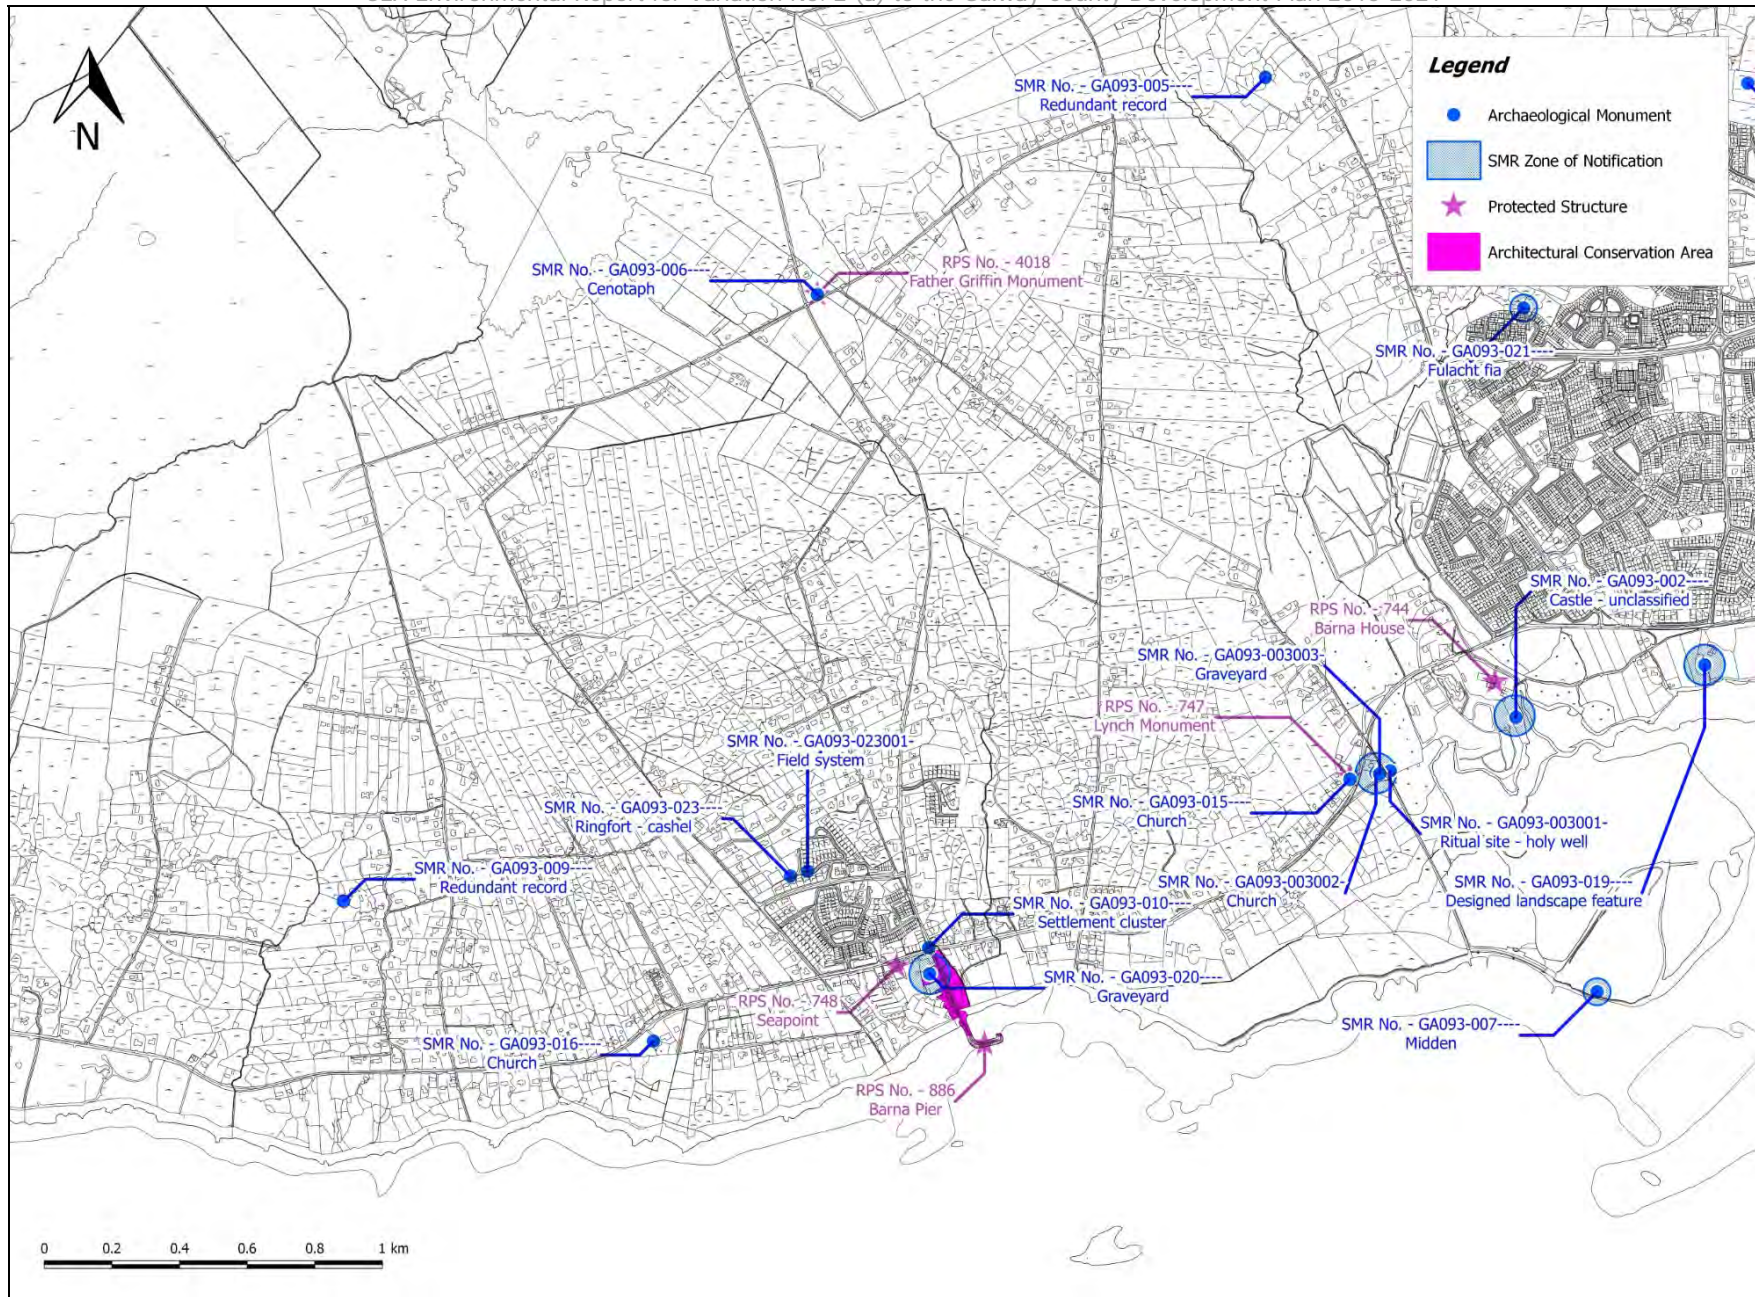 N
Legend
Archaeological Monument
SMR Zone of Notification
Protected Structure
Architectural Conservation Area
SMR No. - GA093-005----
Redundant record
SMR No. - GA093-006----
Cenotaph
RPS No. - 4018
Father Griffin Monument
SMR No. - GA093-021----
Fulacht fia
SMR No. - GA093-002----
Castle - unclassified
RPS No. - 744
Barna House
SMR No. - GA093-003003-
Graveyard
RPS No. - 747
Lynch Monument
SMR No. - GA093-023001-
Field system
SMR No. - GA093-023----
Ringfort - cashel
SMR No. - GA093-015----
Church
SMR No. - GA093-003001-
Ritual site - holy well
SMR No. - GA093-009----
Redundant record
SMR No. - GA093-003002-
Church
SMR No. - GA093-019----
Designed landscape feature
SMR No. - GA093-010----
Settlement cluster
SMR No. - GA093-020----
Graveyard
RPS No. - 748
Seapoint
SMR No. - GA093-016----
Church
SMR No. - GA093-007----
Midden
RPS No. - 886
Barna Pier
0 0.2 0.4 0.6 0.8 1 km